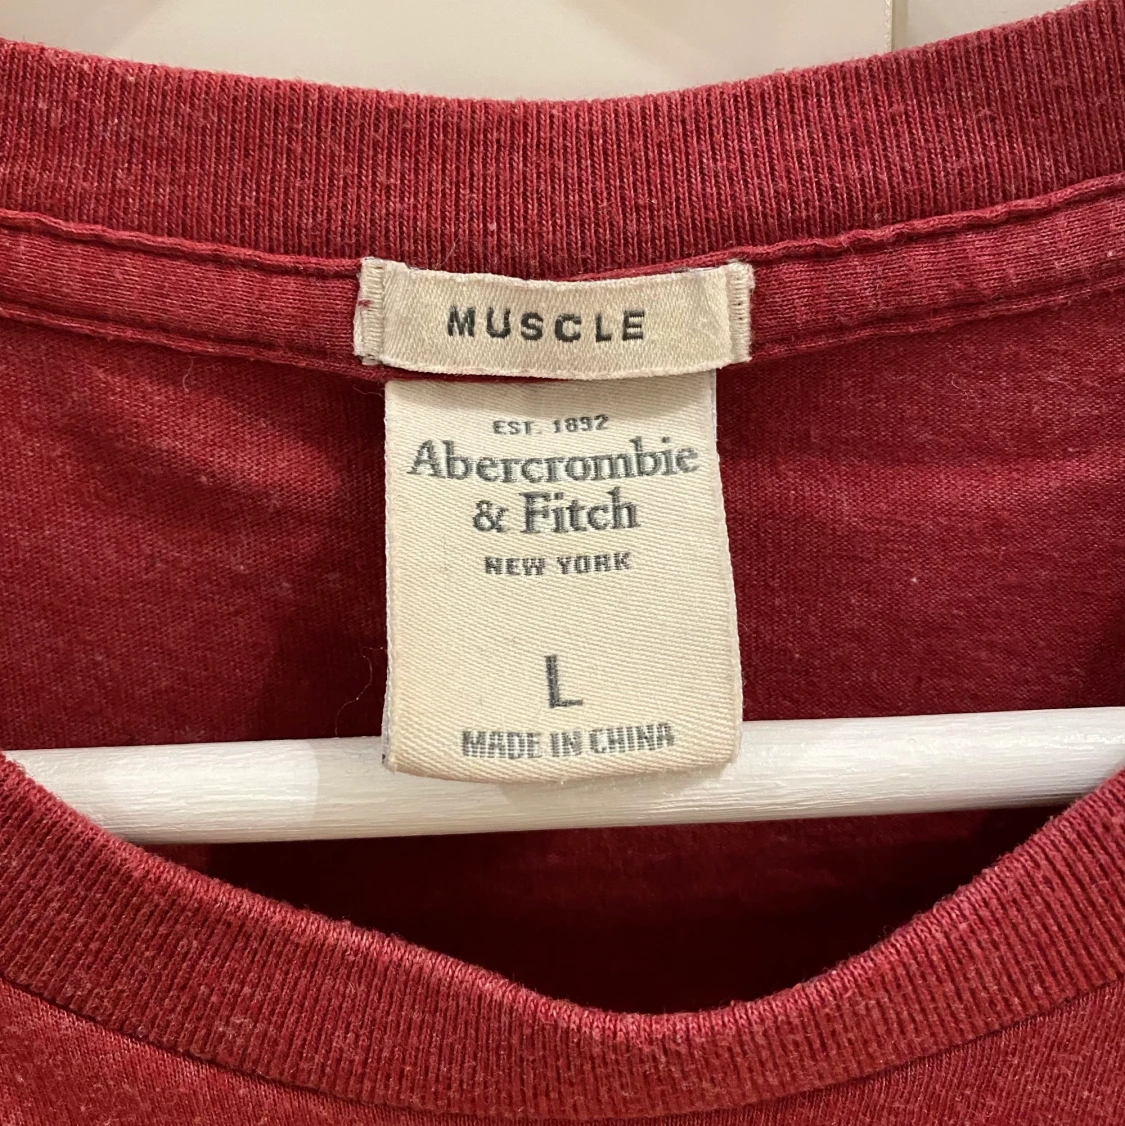 MUSCLE
EST. 1892
Abercrombie
& Fitch
NEW YORK
L
MADE IN CHINA